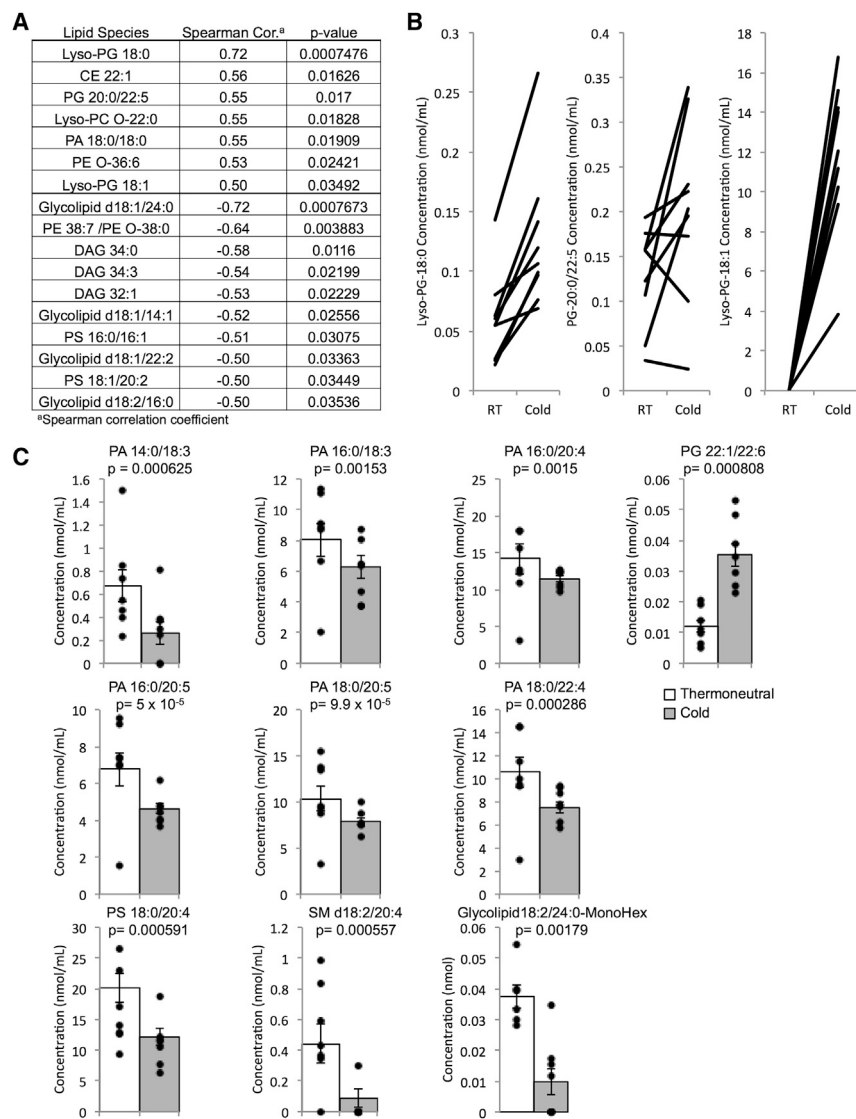 A
Lipid Species Spearman Cor.ᵃ p-value
Lyso-PG 18:0 0.72 0.0007476
CE 22:1 0.56 0.01626
PG 20:0/22:5 0.55 0.017
Lyso-PC O-22:0 0.55 0.01828
PA 18:0/18:0 0.55 0.01909
PE O-36:6 0.53 0.02421
Lyso-PG 18:1 0.50 0.03492
Glycolipid d18:1/24:0 -0.72 0.0007673
PE 38:7 /PE O-38:0 -0.64 0.003883
DAG 34:0 -0.58 0.0116
DAG 34:3 -0.54 0.02199
DAG 32:1 -0.53 0.02229
Glycolipid d18:1/14:1 -0.52 0.02556
PS 16:0/16:1 -0.51 0.03075
Glycolipid d18:1/22:2 -0.50 0.03363
PS 18:1/20:2 -0.50 0.03449
Glycolipid d18:2/16:0 -0.50 0.03536
ᵃSpearman correlation coefficient
B
Lyso-PG-18:0 Concentration (nmol/mL)
0.3
0.25
0.2
0.15
0.1
0.05
0
RT Cold
PG-20:0/22:5 Concentration (nmol/mL)
0.4
0.35
0.3
0.25
0.2
0.15
0.1
0.05
0
RT Cold
Lyso-PG-18:1 Concentration (nmol/mL)
18
16
14
12
10
8
6
4
2
0
RT Cold
C
PA 14:0/18:3
p = 0.000625
Concentration (nmol/mL)
1.6
1.4
1.2
1
0.8
0.6
0.4
0.2
0
PA 16:0/18:3
p = 0.00153
Concentration (nmol/mL)
12
10
8
6
4
2
0
PA 16:0/20:4
p = 0.0015
Concentration (nmol/mL)
25
20
15
10
5
0
PG 22:1/22:6
p = 0.000808
Concentration (nmol/mL)
0.06
0.05
0.04
0.03
0.02
0.01
0
Thermoneutral
Cold
PA 16:0/20:5
p= 5 x 10⁻⁵
Concentration (nmol/mL)
10
8
6
4
2
0
PA 18:0/20:5
p= 9.9 x 10⁻⁵
Concentration (nmol/mL)
20
15
10
5
0
PA 18:0/22:4
p = 0.000286
Concentration (nmol/mL)
16
14
12
10
8
6
4
2
0
PS 18:0/20:4
p = 0.000591
Concentration (nmol/mL)
30
25
20
15
10
5
0
SM d18:2/20:4
p= 0.000557
Concentration (nmol/mL)
1.2
1
0.8
0.6
0.4
0.2
0
Glycolipid18:2/24:0-MonoHex
p = 0.00179
Concentration (nmol)
0.06
0.05
0.04
0.03
0.02
0.01
0